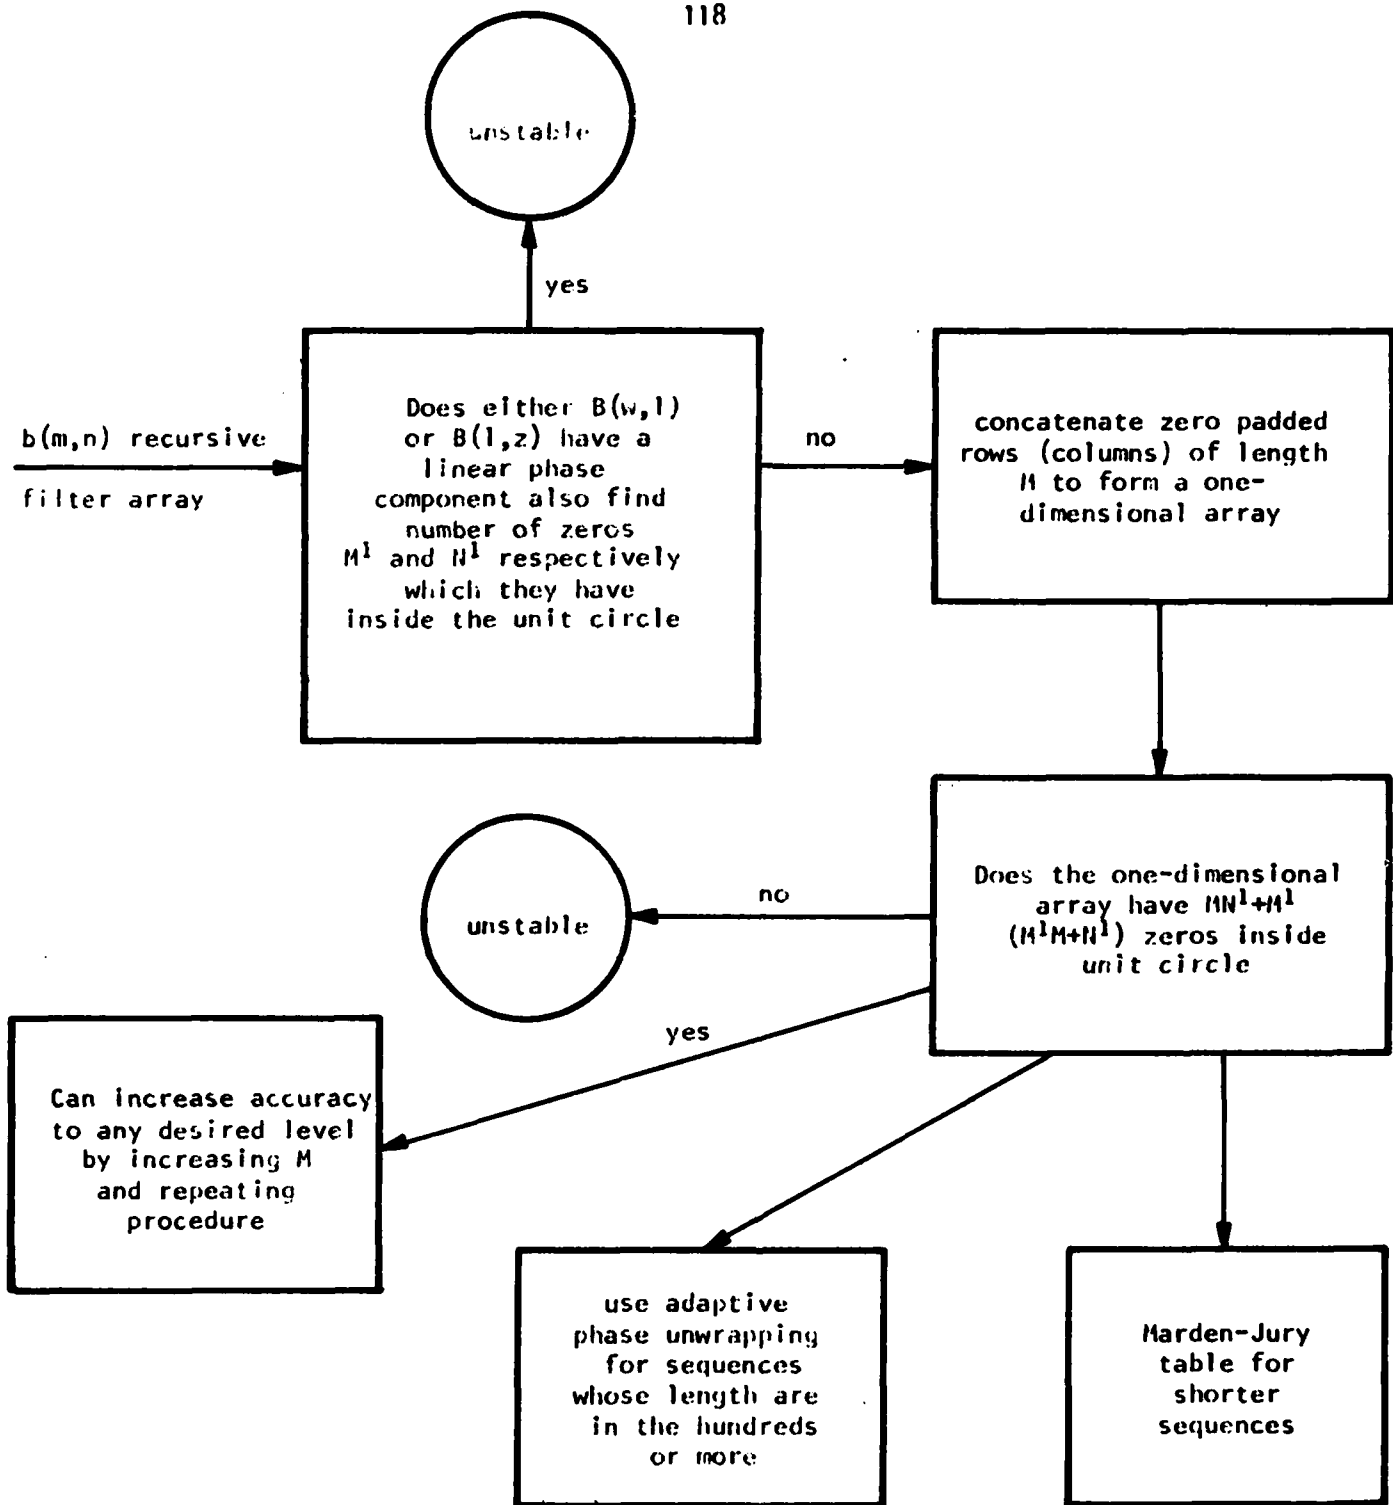 118
unstable
yes
b(m,n) recursive
filter array
Does either B(w,1)
or B(1,z) have a
linear phase
component also find
number of zeros
M¹ and N¹ respectively
which they have
inside the unit circle
no
concatenate zero padded
rows (columns) of length
M to form a one-
dimensional array
Does the one-dimensional
array have MN¹+M¹
(M¹M+N¹) zeros inside
unit circle
no
unstable
yes
Can increase accuracy
to any desired level
by increasing M
and repeating
procedure
use adaptive
phase unwrapping
for sequences
whose length are
in the hundreds
or more
Marden-Jury
table for
shorter
sequences